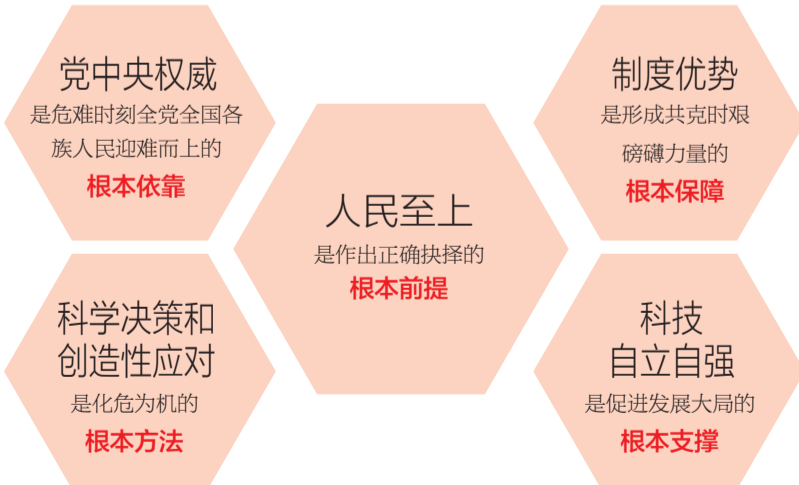 党中央权威
是危难时刻全党全国各
族人民迎难而上的
根本依靠
制度优势
是形成共克时艰
磅礴力量的
根本保障
人民至上
是作出正确抉择的
根本前提
科学决策和
创造性应对
是化危为机的
根本方法
科技
自立自强
是促进发展大局的
根本支撑